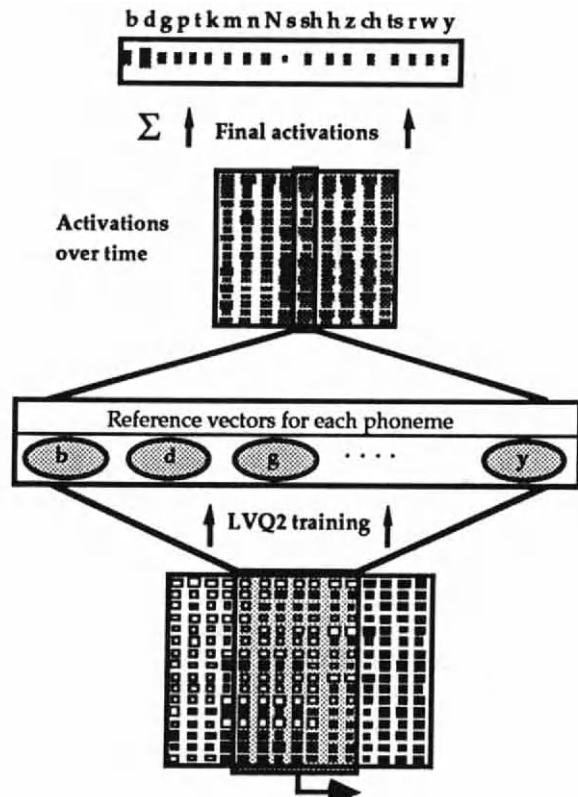 b d g p t k m n N s sh h z ch ts r w y
Σ Final activations
Activations
over time
Reference vectors for each phoneme
b d g . . . . y
LVQ2 training